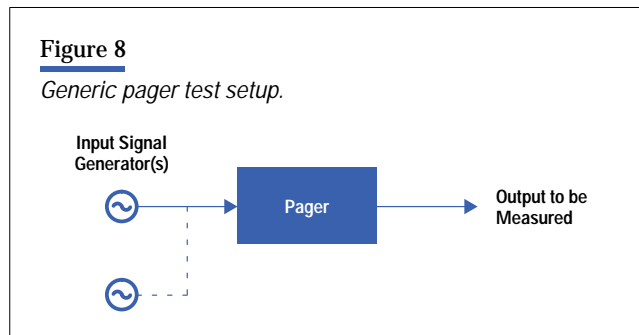 Figure 8
Generic pager test setup.
Input Signal
Generator(s)
Pager
Output to be
Measured